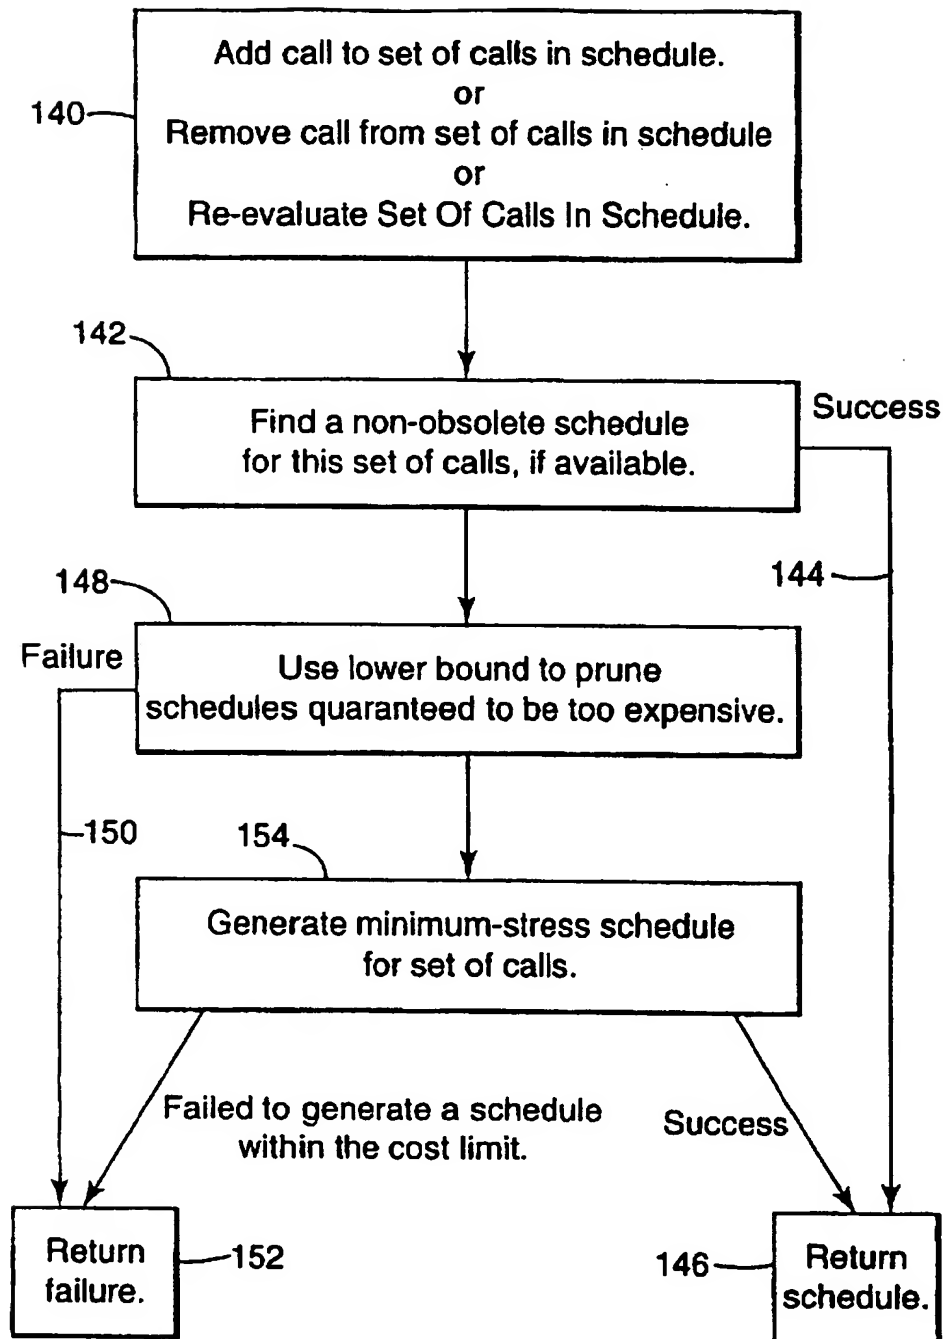 Add call to set of calls in schedule.
or
140
Remove call from set of calls in schedule
or
Re-evaluate Set Of Calls In Schedule.
142
Success
Find a non-obsolete schedule
for this set of calls, if available.
144
148
Failure
Use lower bound to prune
schedules quaranteed to be too expensive.
150
154
Generate minimum-stress schedule
for set of calls.
Failed to generate a schedule
within the cost limit.
Success
Return
failure.
152
146
Return
schedule.